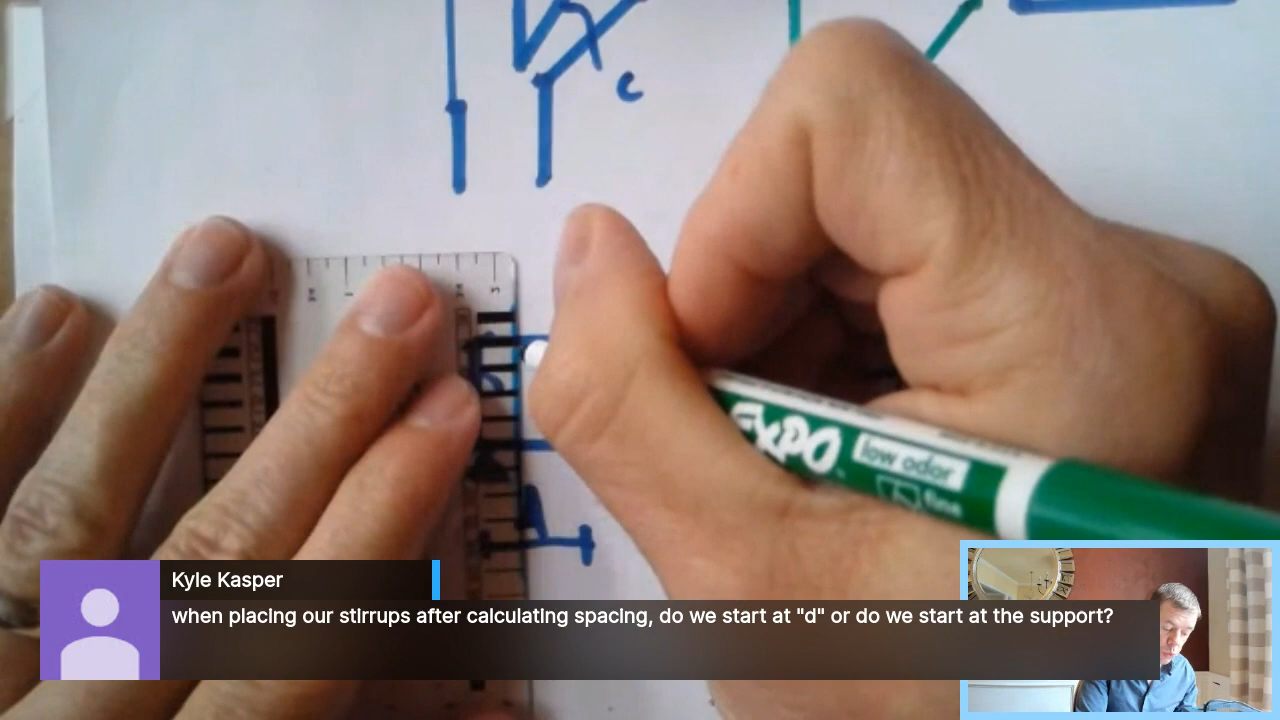 c
EXPO
low odor
fine
d
Kyle Kasper
when placing our stirrups after calculating spacing, do we start at "d" or do we start at the support?